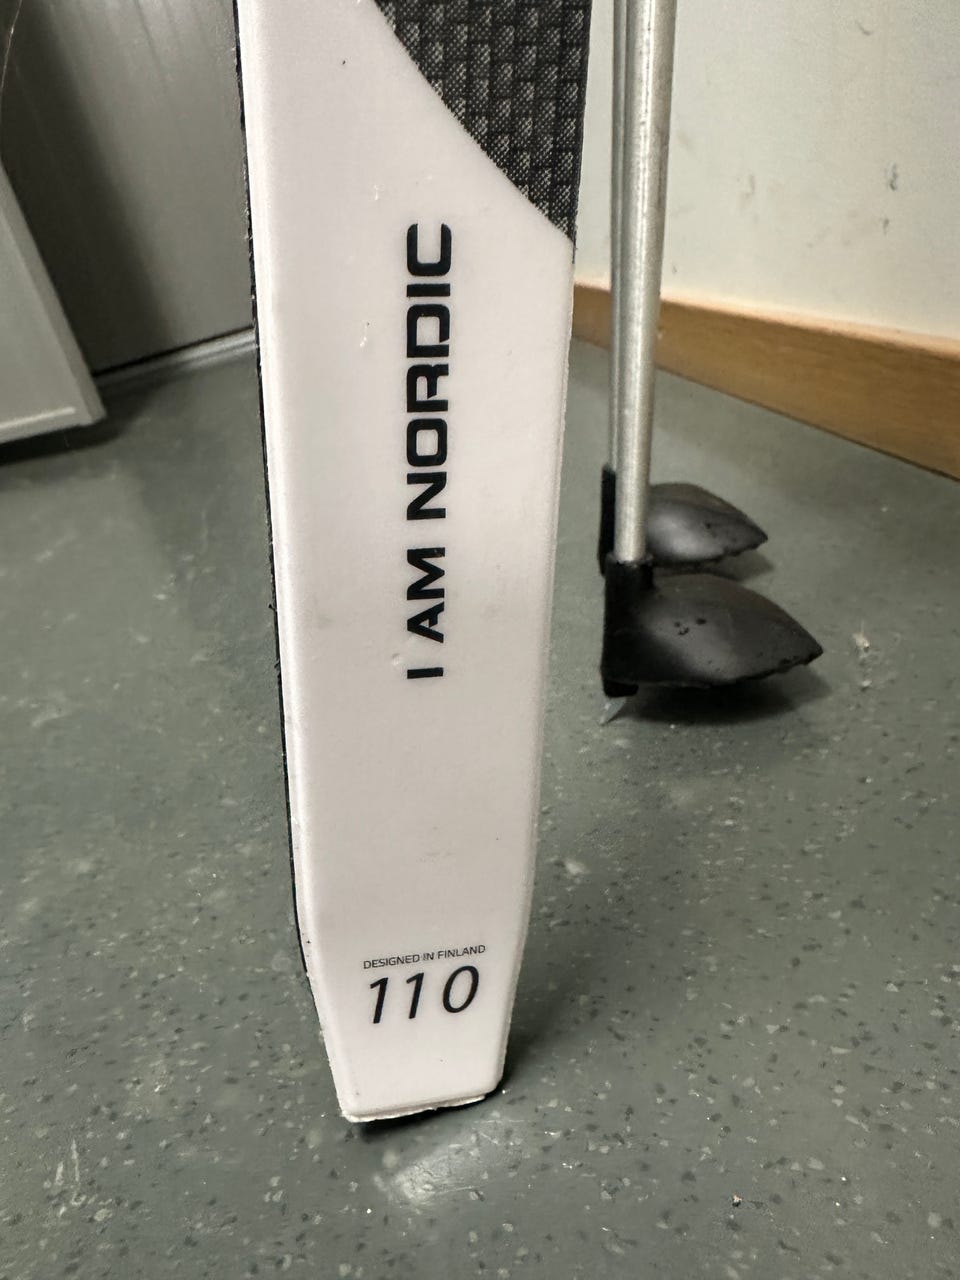 I AM NORDIC
DESIGNED IN FINLAND
110